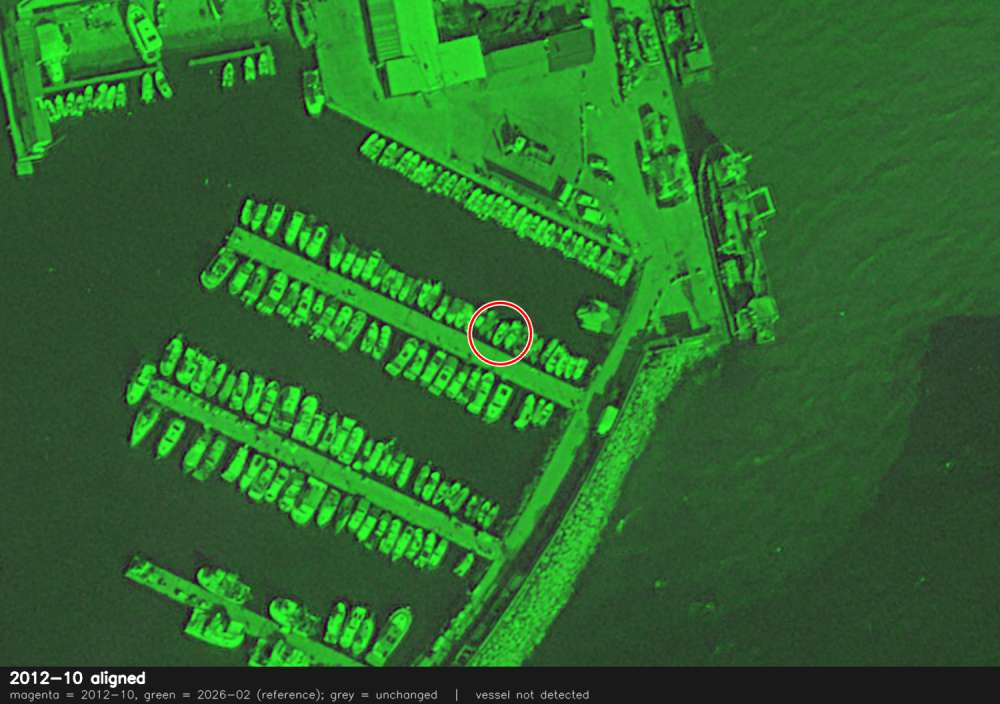 2012-10 aligned
magenta = 2012-10, green = 2026-02 (reference); grey = unchanged | vessel not detected